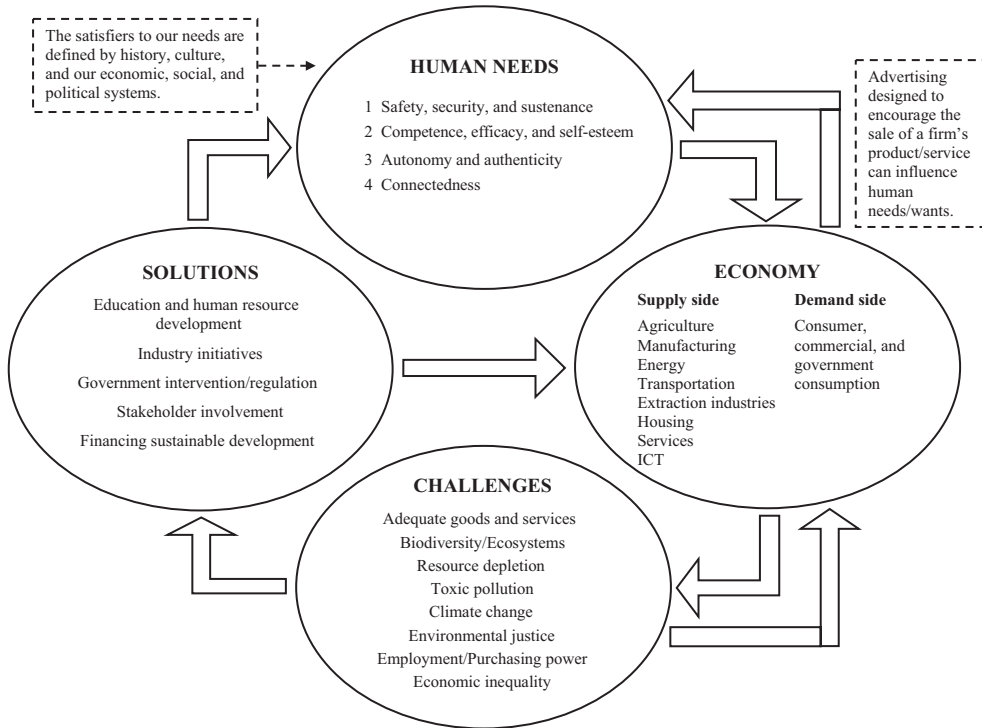 The satisfiers to our needs are
defined by history, culture,
and our economic, social, and
political systems.
HUMAN NEEDS
1 Safety, security, and sustenance
2 Competence, efficacy, and self-esteem
3 Autonomy and authenticity
4 Connectedness
Advertising
designed to
encourage the
sale of a firm’s
product/service
can influence
human
needs/wants.
SOLUTIONS
Education and human resource
development
Industry initiatives
Government intervention/regulation
Stakeholder involvement
Financing sustainable development
ECONOMY
Supply side
Agriculture
Manufacturing
Energy
Transportation
Extraction industries
Housing
Services
ICT
Demand side
Consumer,
commercial, and
government
consumption
CHALLENGES
Adequate goods and services
Biodiversity/Ecosystems
Resource depletion
Toxic pollution
Climate change
Environmental justice
Employment/Purchasing power
Economic inequality